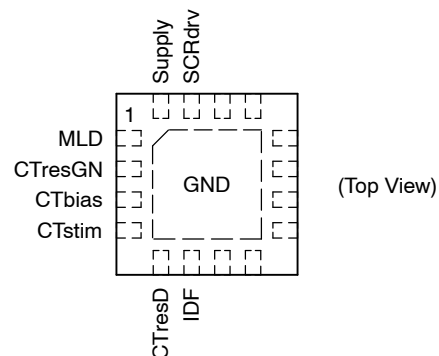 Supply
SCRdrv
1
MLD
CTresGN
CTbias
CTstim
GND
(Top View)
CTresD
IDF